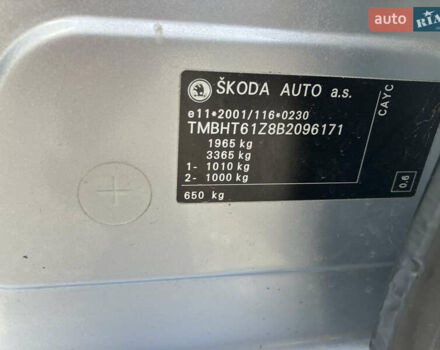 auto RIA
ŠKODA AUTO a.s.
e11*2001/116*0230
TMBHT61Z8B2096171
1965 kg
3365 kg
1- 1010 kg
2- 1000 kg
650 kg
CAYC
0.6